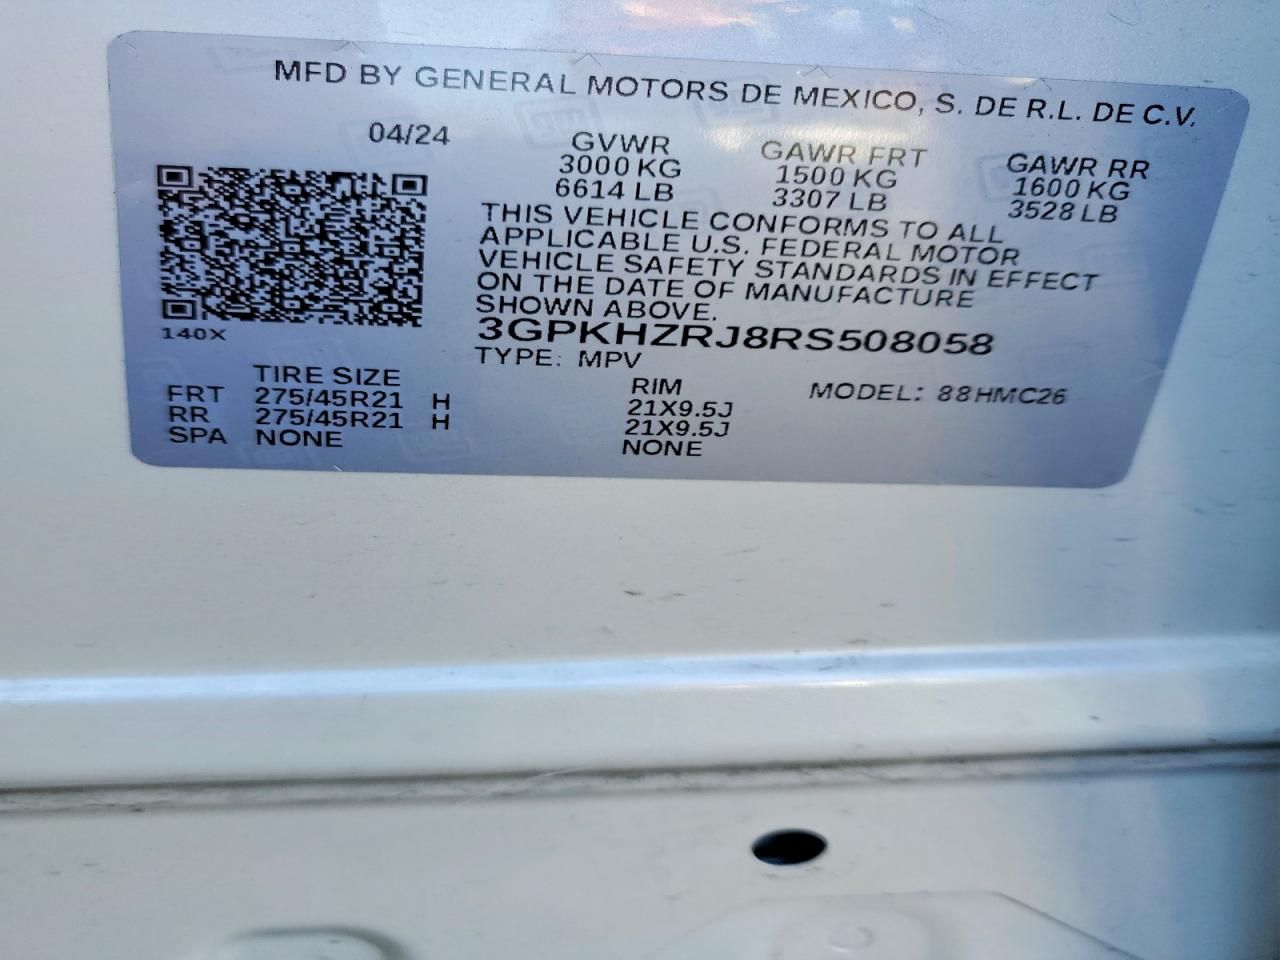 MFD BY GENERAL MOTORS DE MEXICO, S. DE R.L. DE C.V.
04/24 GVWR GAWR FRT GAWR RR
3000 KG 1500 KG 1600 KG
6614 LB 3307 LB 3528 LB
THIS VEHICLE CONFORMS TO ALL
APPLICABLE U.S. FEDERAL MOTOR
VEHICLE SAFETY STANDARDS IN EFFECT
ON THE DATE OF MANUFACTURE
SHOWN ABOVE.
140X
3GPKHZRJ8RS508058
TYPE: MPV
TIRE SIZE RIM MODEL: 88HMC26
FRT 275/45R21 H 21X9.5J
RR 275/45R21 H 21X9.5J
SPA NONE NONE